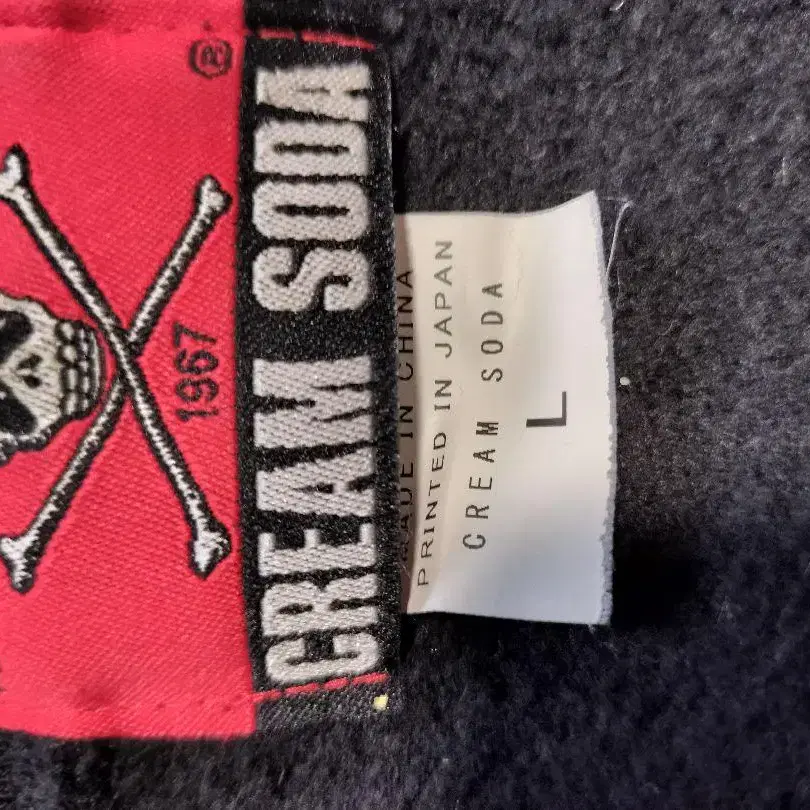 ®
1967
CREAM SODA
MADE IN CHINA
PRINTED IN JAPAN
CREAM SODA
L